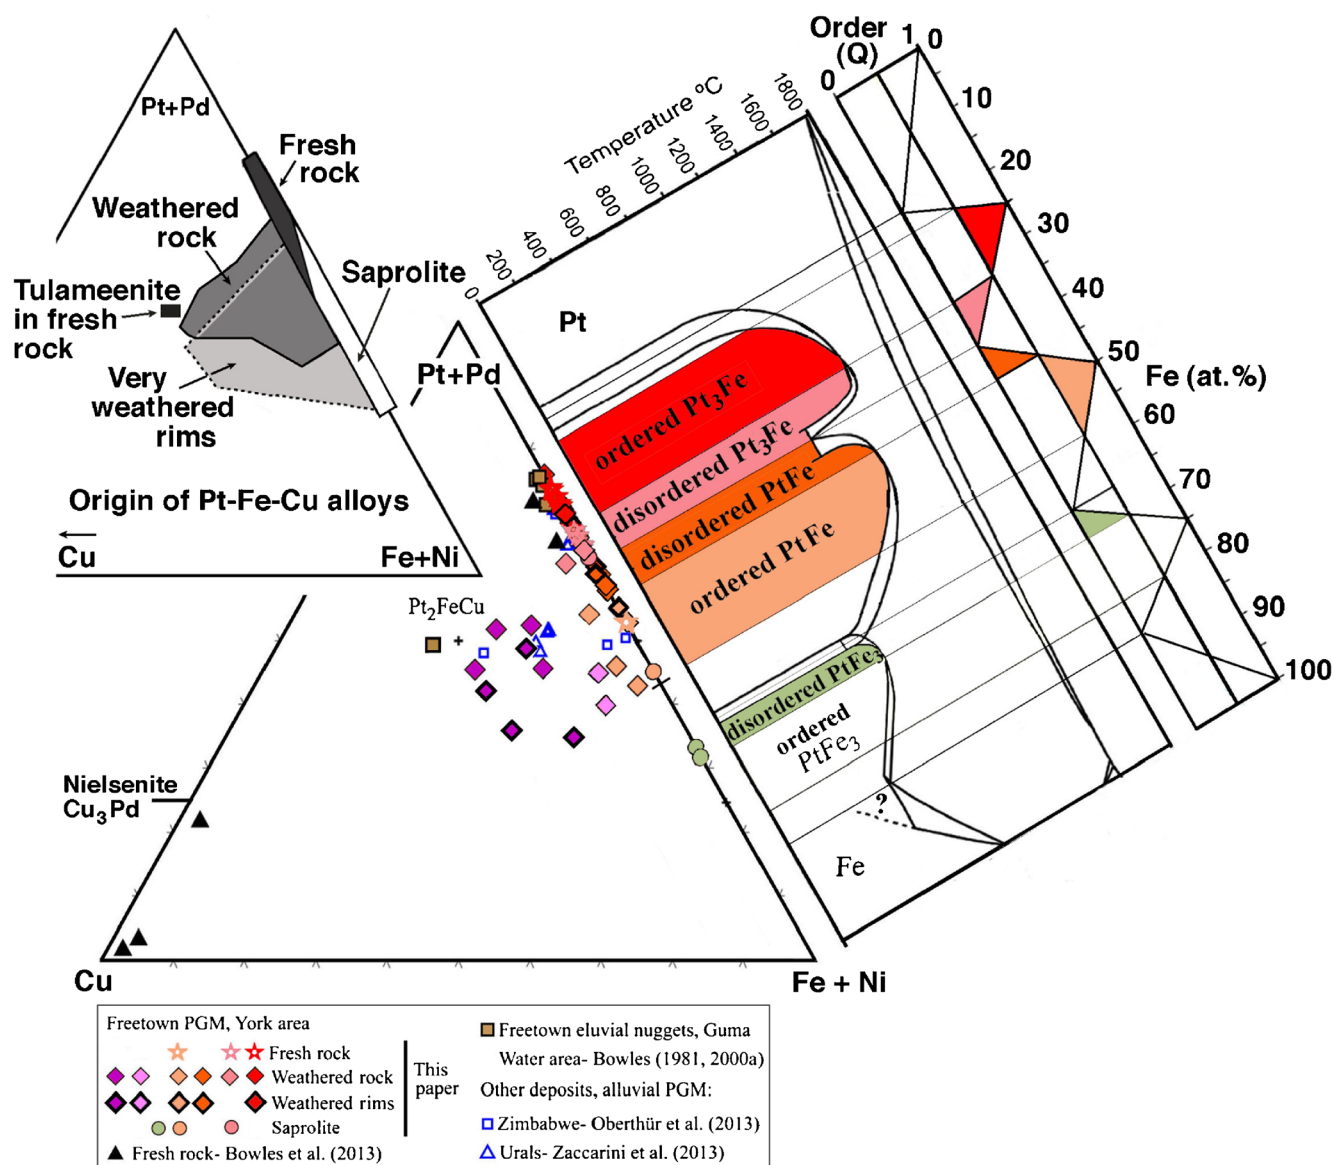 Order
(Q)
1
0
0
10
20
30
40
50
Fe (at.%)
60
70
80
90
100
Temperature ºC
0
200
400
600
800
1000
1200
1400
1600
1800
Pt+Pd
Fresh
rock
Weathered
rock
Saprolite
Tulameenite
in fresh
rock
Very
weathered
rims
Origin of Pt-Fe-Cu alloys
Cu
Fe+Ni
Pt
Pt+Pd
ordered Pt3Fe
disordered Pt3Fe
disordered PtFe
ordered PtFe
disordered PtFe3
ordered
PtFe3
?
Fe
Pt2FeCu
Nielsenite
Cu3Pd
Cu
Fe + Ni
Freetown PGM, York area
Fresh rock
Weathered rock
Weathered rims
Saprolite
This
paper
Fresh rock- Bowles et al. (2013)
Freetown eluvial nuggets, Guma
Water area- Bowles (1981, 2000a)
Other deposits, alluvial PGM:
Zimbabwe- Oberthür et al. (2013)
Urals- Zaccarini et al. (2013)